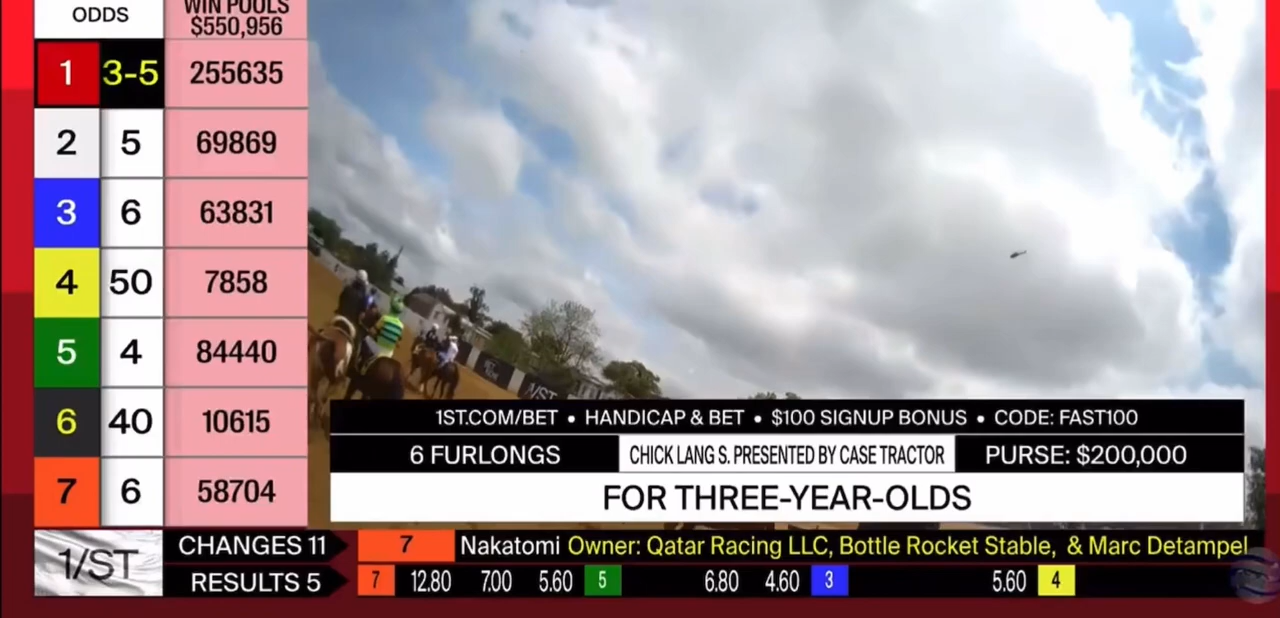 ODDS
WIN POOLS
$550,956
1 3-5 255635
2 5 69869
3 6 63831
4 50 7858
5 4 84440
6 40 10615
7 6 58704
1/ST
1ST.COM/BET • HANDICAP & BET • $100 SIGNUP BONUS • CODE: FAST100
6 FURLONGS CHICK LANG S. PRESENTED BY CASE TRACTOR PURSE: $200,000
FOR THREE-YEAR-OLDS
1/ST
CHANGES 11 7 Nakatomi Owner: Qatar Racing LLC, Bottle Rocket Stable, & Marc Detampel
RESULTS 5 7 12.80 7.00 5.60 5 6.80 4.60 3 5.60 4